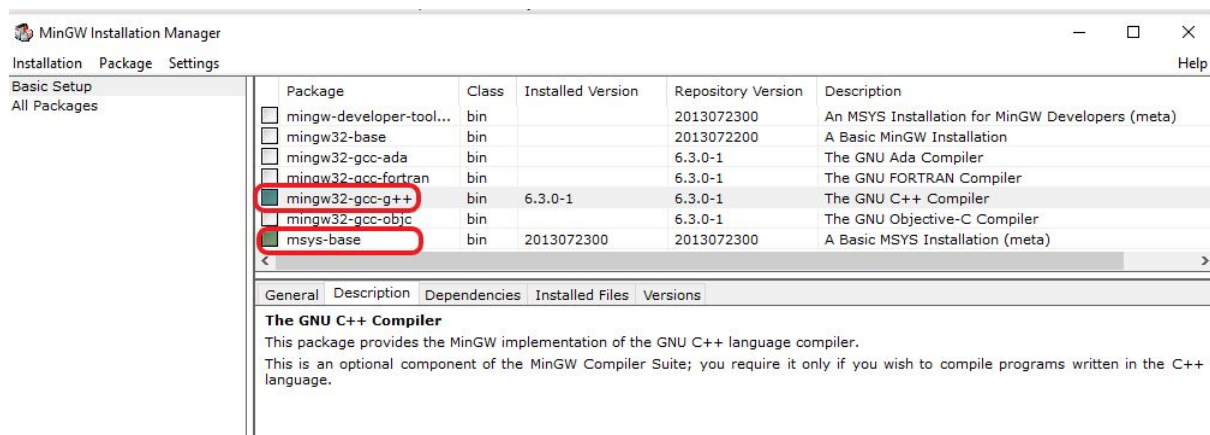 MinGW Installation Manager
Installation Package Settings Help
Basic Setup
All Packages
Package Class Installed Version Repository Version Description
mingw-developer-tool... bin 2013072300 An MSYS Installation for MinGW Developers (meta)
mingw32-base bin 2013072200 A Basic MinGW Installation
mingw32-gcc-ada bin 6.3.0-1 The GNU Ada Compiler
mingw32-gcc-fortran bin 6.3.0-1 The GNU FORTRAN Compiler
mingw32-gcc-g++ bin 6.3.0-1 6.3.0-1 The GNU C++ Compiler
mingw32-gcc-objc bin 6.3.0-1 The GNU Objective-C Compiler
msys-base bin 2013072300 2013072300 A Basic MSYS Installation (meta)
General Description Dependencies Installed Files Versions
The GNU C++ Compiler
This package provides the MinGW implementation of the GNU C++ language compiler.
This is an optional component of the MinGW Compiler Suite; you require it only if you wish to compile programs written in the C++
language.